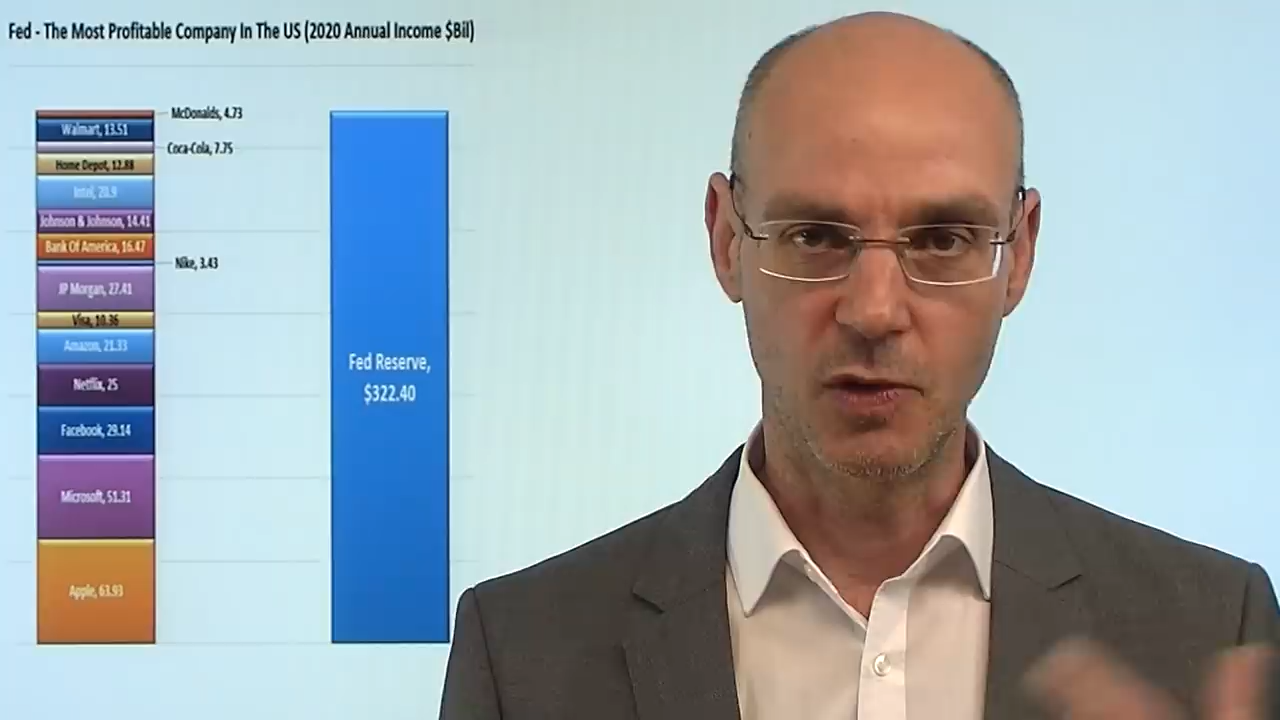 Fed - The Most Profitable Company In The US (2020 Annual Income $Bil)
McDonalds, 4.73
Walmart, 13.51
Coca-Cola, 7.75
Home Depot, 12.88
Intel, 20.9
Johnson & Johnson, 14.41
Bank Of America, 16.47
Nike, 3.43
JP Morgan, 27.41
Visa, 10.36
Amazon, 21.33
Netflix, 25
Facebook, 29.14
Microsoft, 51.31
Apple, 63.93
Fed Reserve,
$322.40